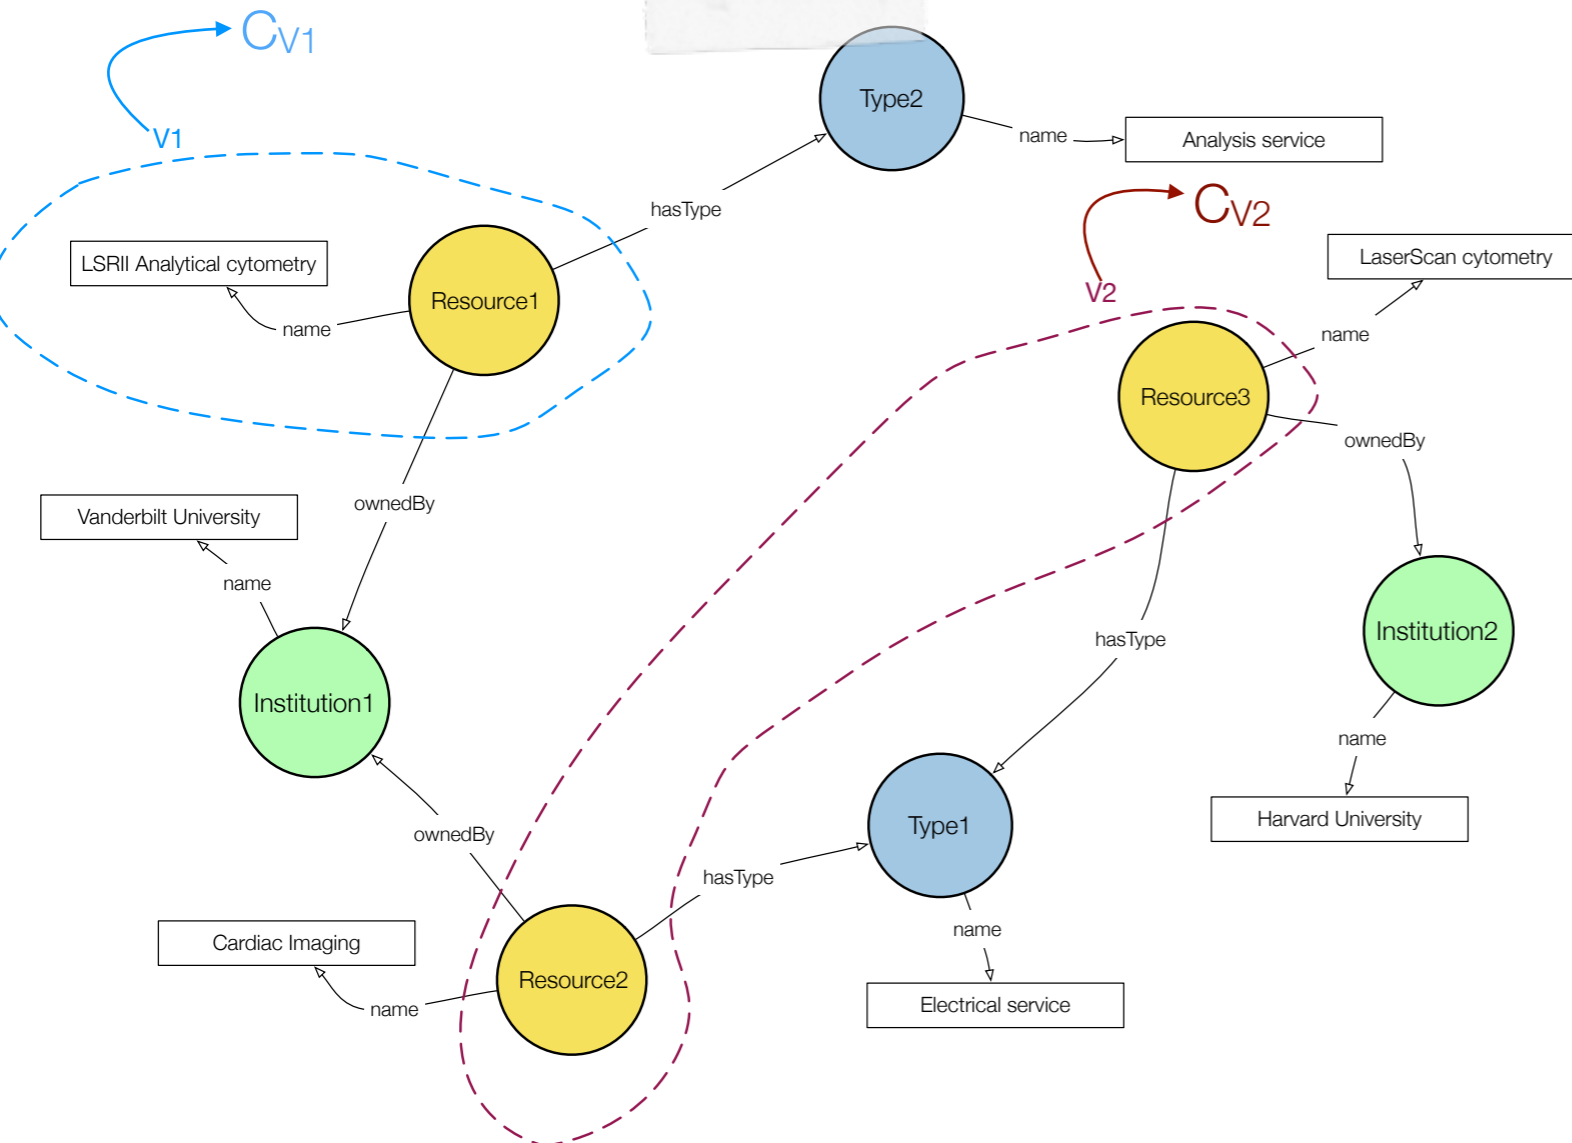 CV1
V1
Type2
name
Analysis service
hasType
CV2
V2
LSRII Analytical cytometry
Resource1
name
LaserScan cytometry
name
Resource3
ownedBy
ownedBy
Vanderbilt University
name
hasType
Institution2
Institution1
name
Harvard University
Type1
ownedBy
hasType
name
Cardiac Imaging
Resource2
name
Electrical service